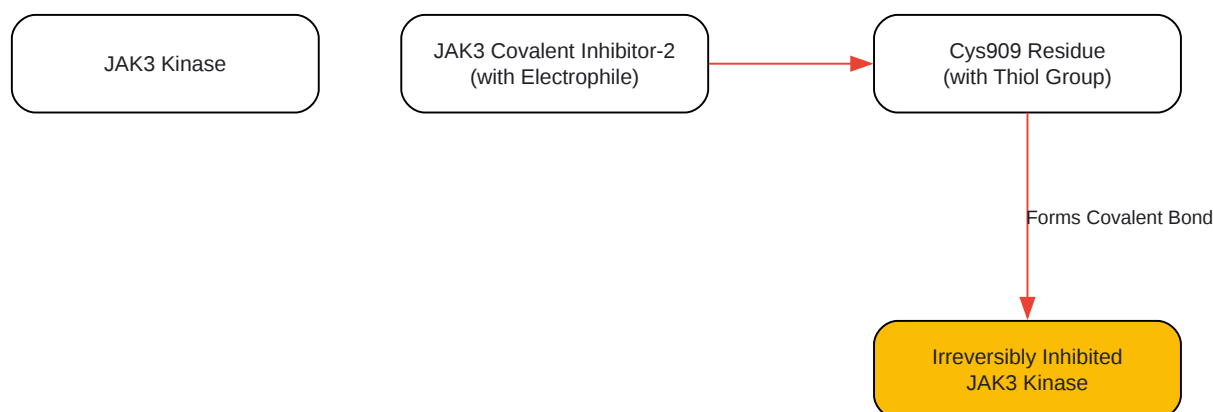 JAK3 Kinase
JAK3 Covalent Inhibitor-2
(with Electrophile)
Cys909 Residue
(with Thiol Group)
Forms Covalent Bond
Irreversibly Inhibited
JAK3 Kinase